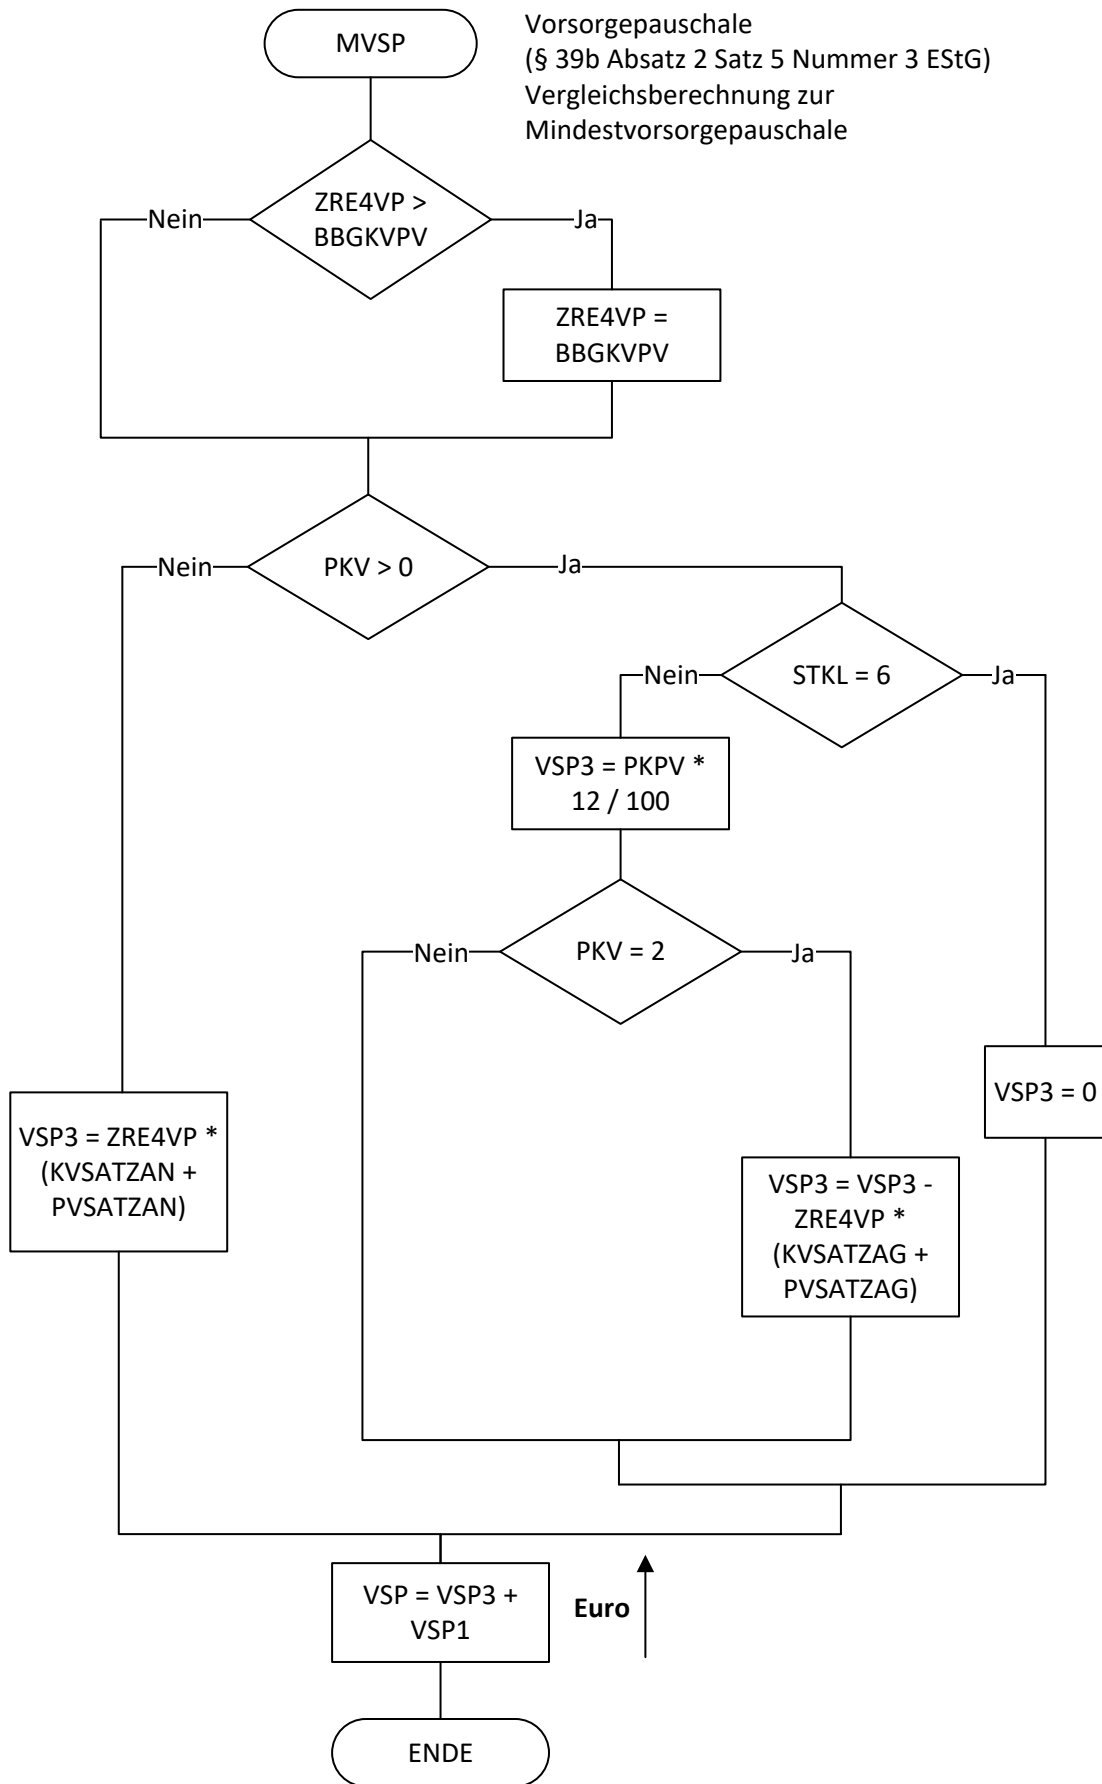 MVSP
Vorsorgepauschale
(§ 39b Absatz 2 Satz 5 Nummer 3 EStG)
Vergleichsberechnung zur
Mindestvorsorgepauschale
Nein
ZRE4VP >
BBGKVPV
Ja
ZRE4VP =
BBGKVPV
Nein
PKV > 0
Ja
Nein
STKL = 6
Ja
VSP3 = PKPV *
12 / 100
Nein
PKV = 2
Ja
VSP3 = 0
VSP3 = ZRE4VP *
(KVSATZAN +
PVSATZAN)
VSP3 = VSP3 -
ZRE4VP *
(KVSATZAG +
PVSATZAG)
VSP = VSP3 +
VSP1
Euro
ENDE